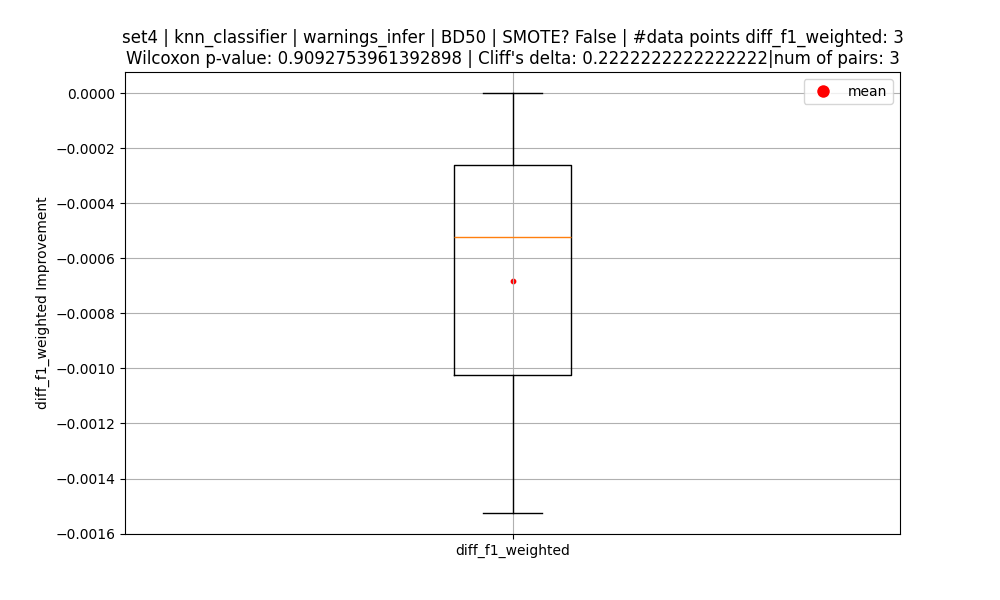 set4 | knn_classifier | warnings_infer | BD50 | SMOTE? False | #data points diff_f1_weighted: 3
Wilcoxon p-value: 0.9092753961392898 | Cliff's delta: 0.2222222222222222|num of pairs: 3
mean
0.0000
−0.0002
−0.0004
−0.0006
−0.0008
−0.0010
−0.0012
−0.0014
−0.0016
diff_f1_weighted Improvement
diff_f1_weighted